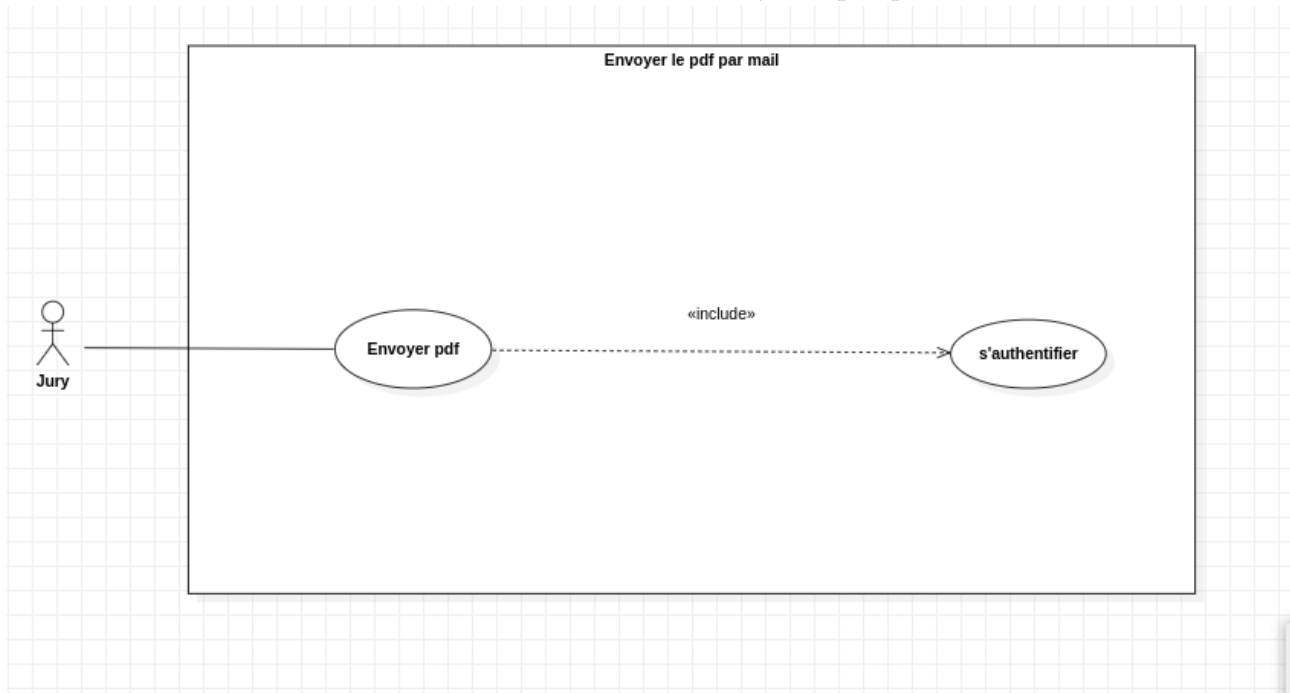 Envoyer le pdf par mail
«include»
Envoyer pdf
s'authentifier
Jury